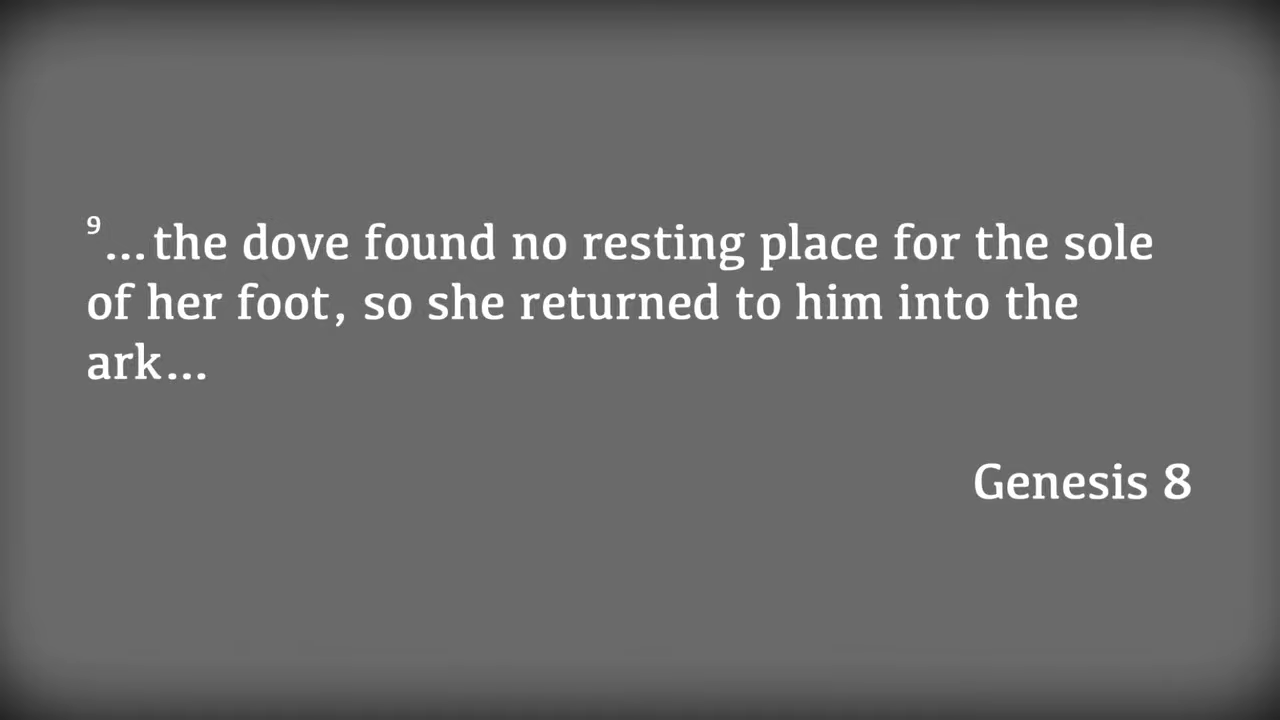 9...the dove found no resting place for the sole
of her foot, so she returned to him into the
ark...
Genesis 8